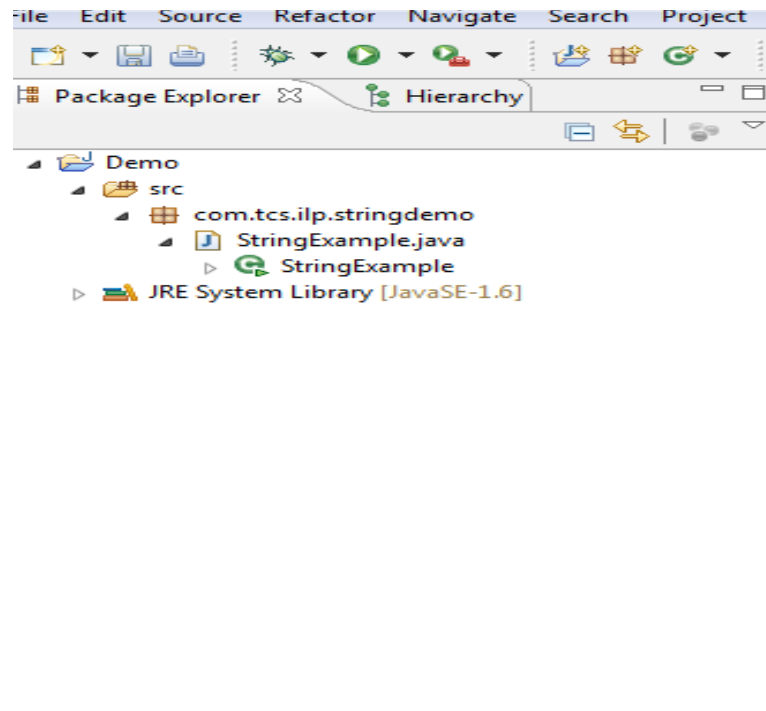 File Edit Source Refactor Navigate Search Project
Package Explorer Hierarchy
Demo
src
com.tcs.ilp.stringdemo
StringExample.java
StringExample
JRE System Library [JavaSE-1.6]